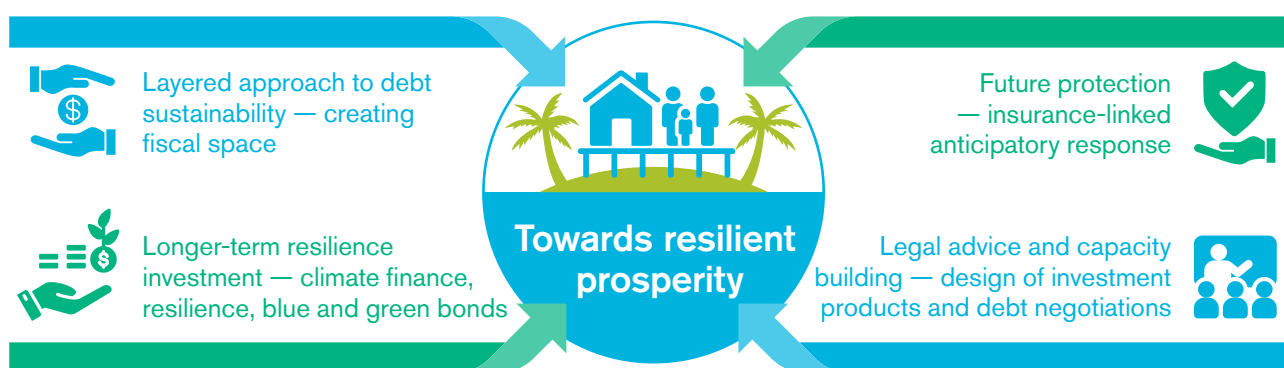 Layered approach to debt
sustainability — creating
fiscal space
$
Longer-term resilience
investment — climate finance,
resilience, blue and green bonds
$
Towards resilient
prosperity
Future protection
— insurance-linked
anticipatory response
Legal advice and capacity
building — design of investment
products and debt negotiations